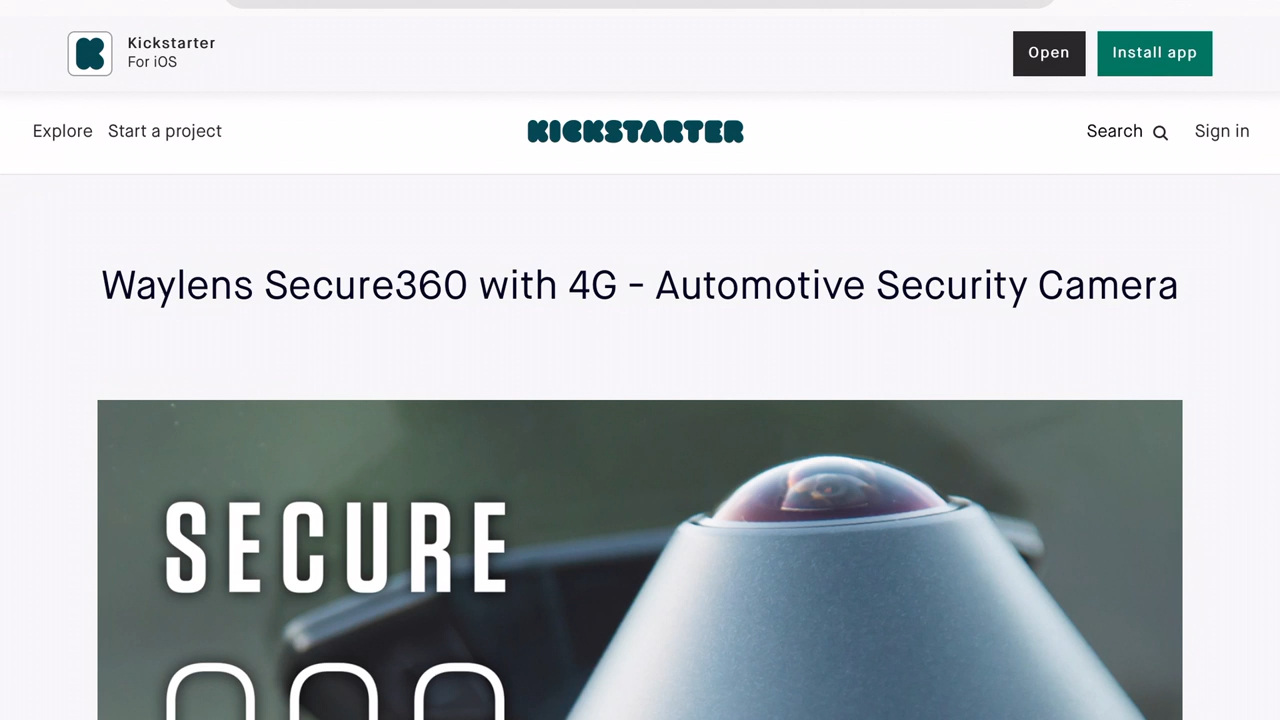 Kickstarter
For iOS
Open
Install app
Explore
Start a project
KICKSTARTER
Search
Sign in
Waylens Secure360 with 4G - Automotive Security Camera
SECURE